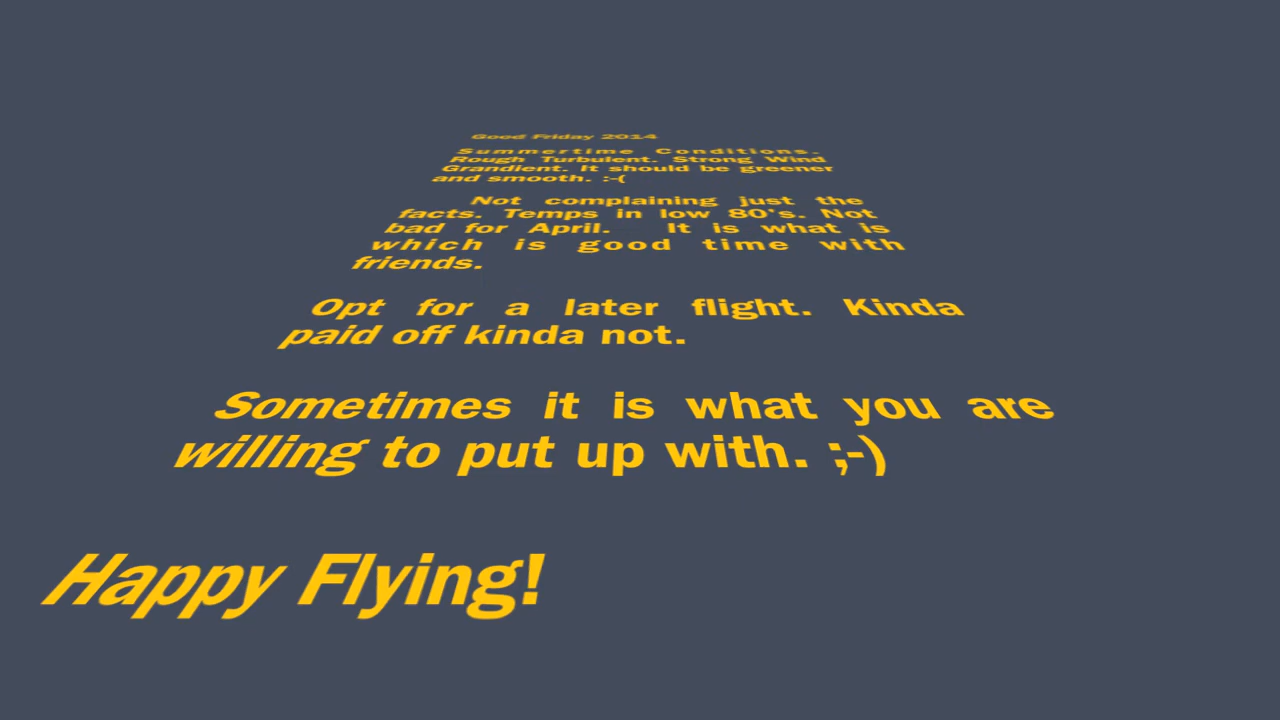 Good Friday 2014
Summertime Conditions.
Rough Turbulent. Strong Wind
Grandient. It should be greener
and smooth. :-(
Not complaining just the
facts. Temps in low 80's. Not
bad for April. It is what is
which is good time with
friends.
Opt for a later flight. Kinda
paid off kinda not.
Sometimes it is what you are
willing to put up with. ;-)
Happy Flying!